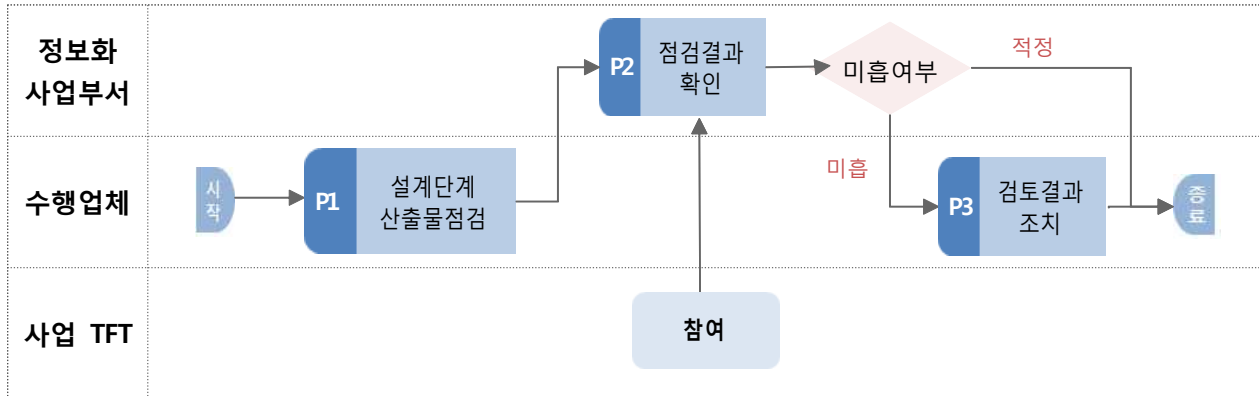 정보화
사업부서
P2
점검결과
확인
미흡여부
적정
수행업체
시
작
P1
설계단계
산출물점검
미흡
P3
검토결과
조치
종
료
사업 TFT
참여